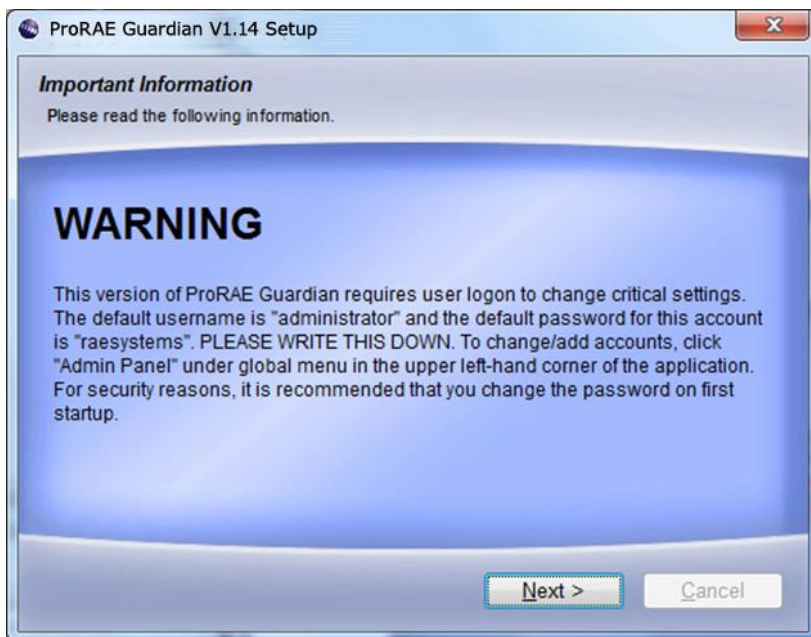 ProRAE Guardian V1.14 Setup
Important Information
Please read the following information.
WARNING
This version of ProRAE Guardian requires user logon to change critical settings.
The default username is "administrator" and the default password for this account
is "raesystems". PLEASE WRITE THIS DOWN. To change/add accounts, click
"Admin Panel" under global menu in the upper left-hand corner of the application.
For security reasons, it is recommended that you change the password on first
startup.
Next >
Cancel